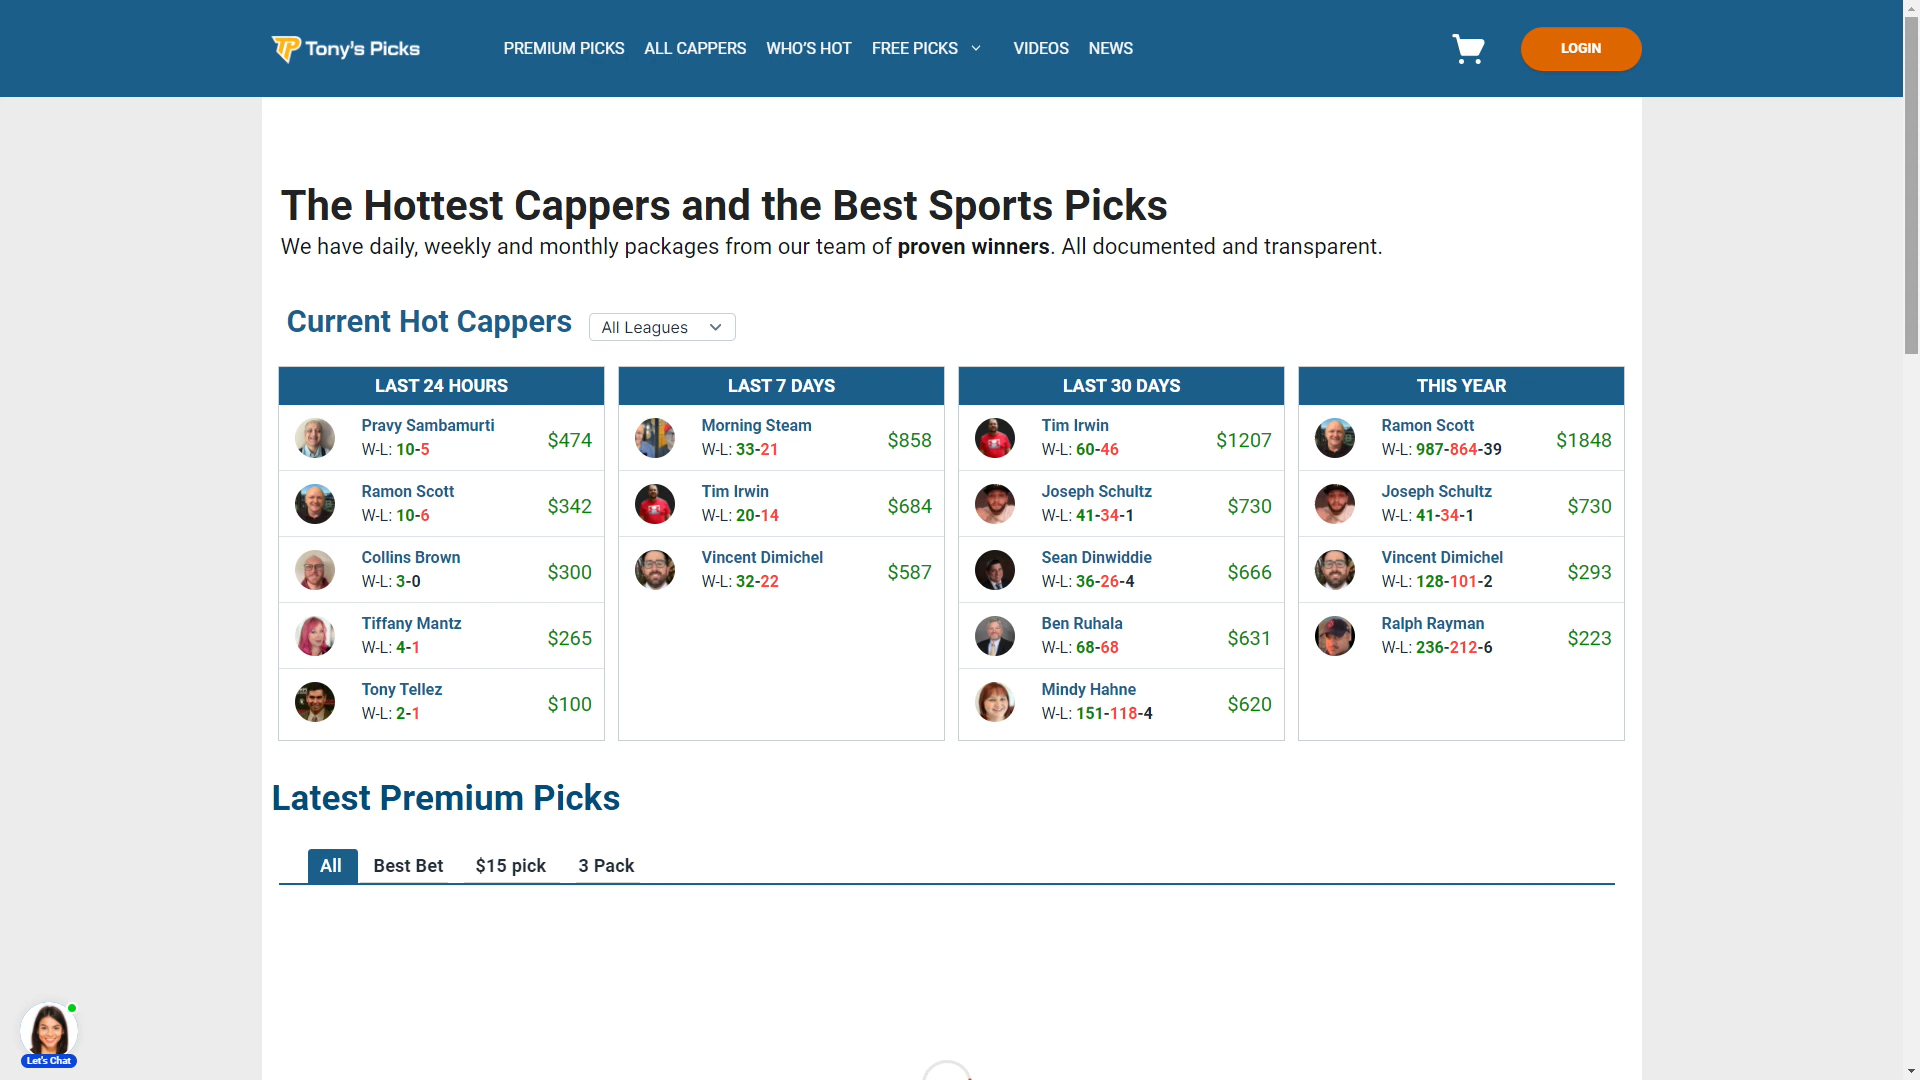 Tony's Picks
PREMIUM PICKS ALL CAPPERS WHO'S HOT FREE PICKS VIDEOS NEWS
LOGIN
The Hottest Cappers and the Best Sports Picks
We have daily, weekly and monthly packages from our team of proven winners. All documented and transparent.
Current Hot Cappers
All Leagues
LAST 24 HOURS
Pravy Sambamurti
W-L: 10-5
$474
Ramon Scott
W-L: 10-6
$342
Collins Brown
W-L: 3-0
$300
Tiffany Mantz
W-L: 4-1
$265
Tony Tellez
W-L: 2-1
$100
LAST 7 DAYS
Morning Steam
W-L: 33-21
$858
Tim Irwin
W-L: 20-14
$684
Vincent Dimichel
W-L: 32-22
$587
LAST 30 DAYS
Tim Irwin
W-L: 60-46
$1207
Joseph Schultz
W-L: 41-34-1
$730
Sean Dinwiddie
W-L: 36-26-4
$666
Ben Ruhala
W-L: 68-68
$631
Mindy Hahne
W-L: 151-118-4
$620
THIS YEAR
Ramon Scott
W-L: 987-864-39
$1848
Joseph Schultz
W-L: 41-34-1
$730
Vincent Dimichel
W-L: 128-101-2
$293
Ralph Rayman
W-L: 236-212-6
$223
Latest Premium Picks
All Best Bet $15 pick 3 Pack
Let's Chat